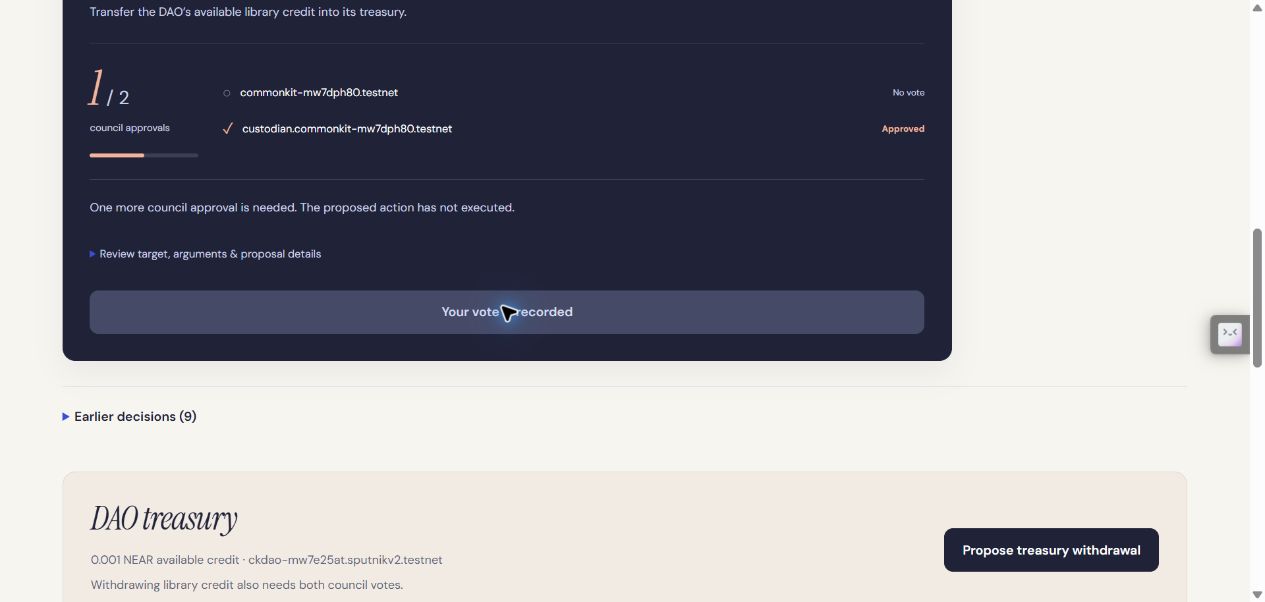 Transfer the DAO's available library credit into its treasury.
1 / 2
council approvals
commonkit-mw7dph80.testnet
No vote
custodian.commonkit-mw7dph80.testnet
Approved
One more council approval is needed. The proposed action has not executed.
Review target, arguments & proposal details
Your vote recorded
Earlier decisions (9)
DAO treasury
0.001 NEAR available credit · ckdao-mw7e25at.sputnikv2.testnet
Withdrawing library credit also needs both council votes.
Propose treasury withdrawal